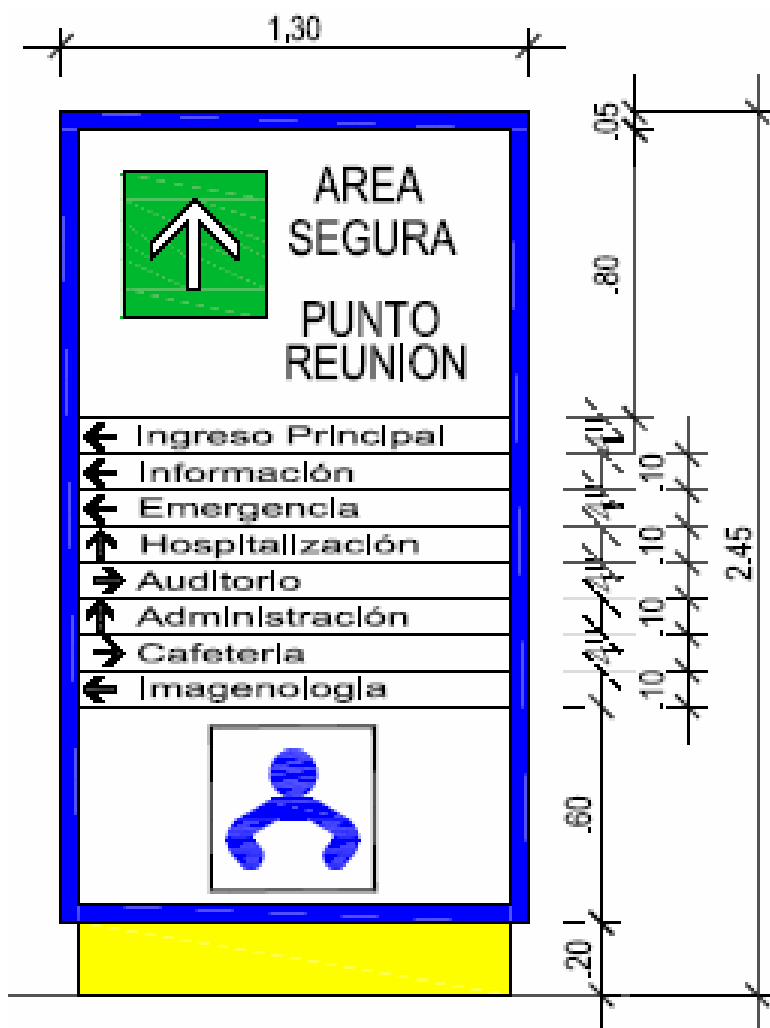 1,30
.05
AREA
SEGURA
.80
PUNTO
REUNION
Ingreso Principal
Información
.10
Emergencia
Hospitalización
.10
2.45
Auditorio
Administración
.10
Cafeteria
Imagenologia
.10
.60
.20